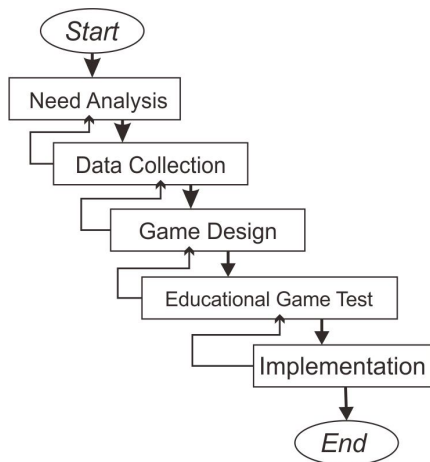 Start
Need Analysis
Data Collection
Game Design
Educational Game Test
Implementation
End